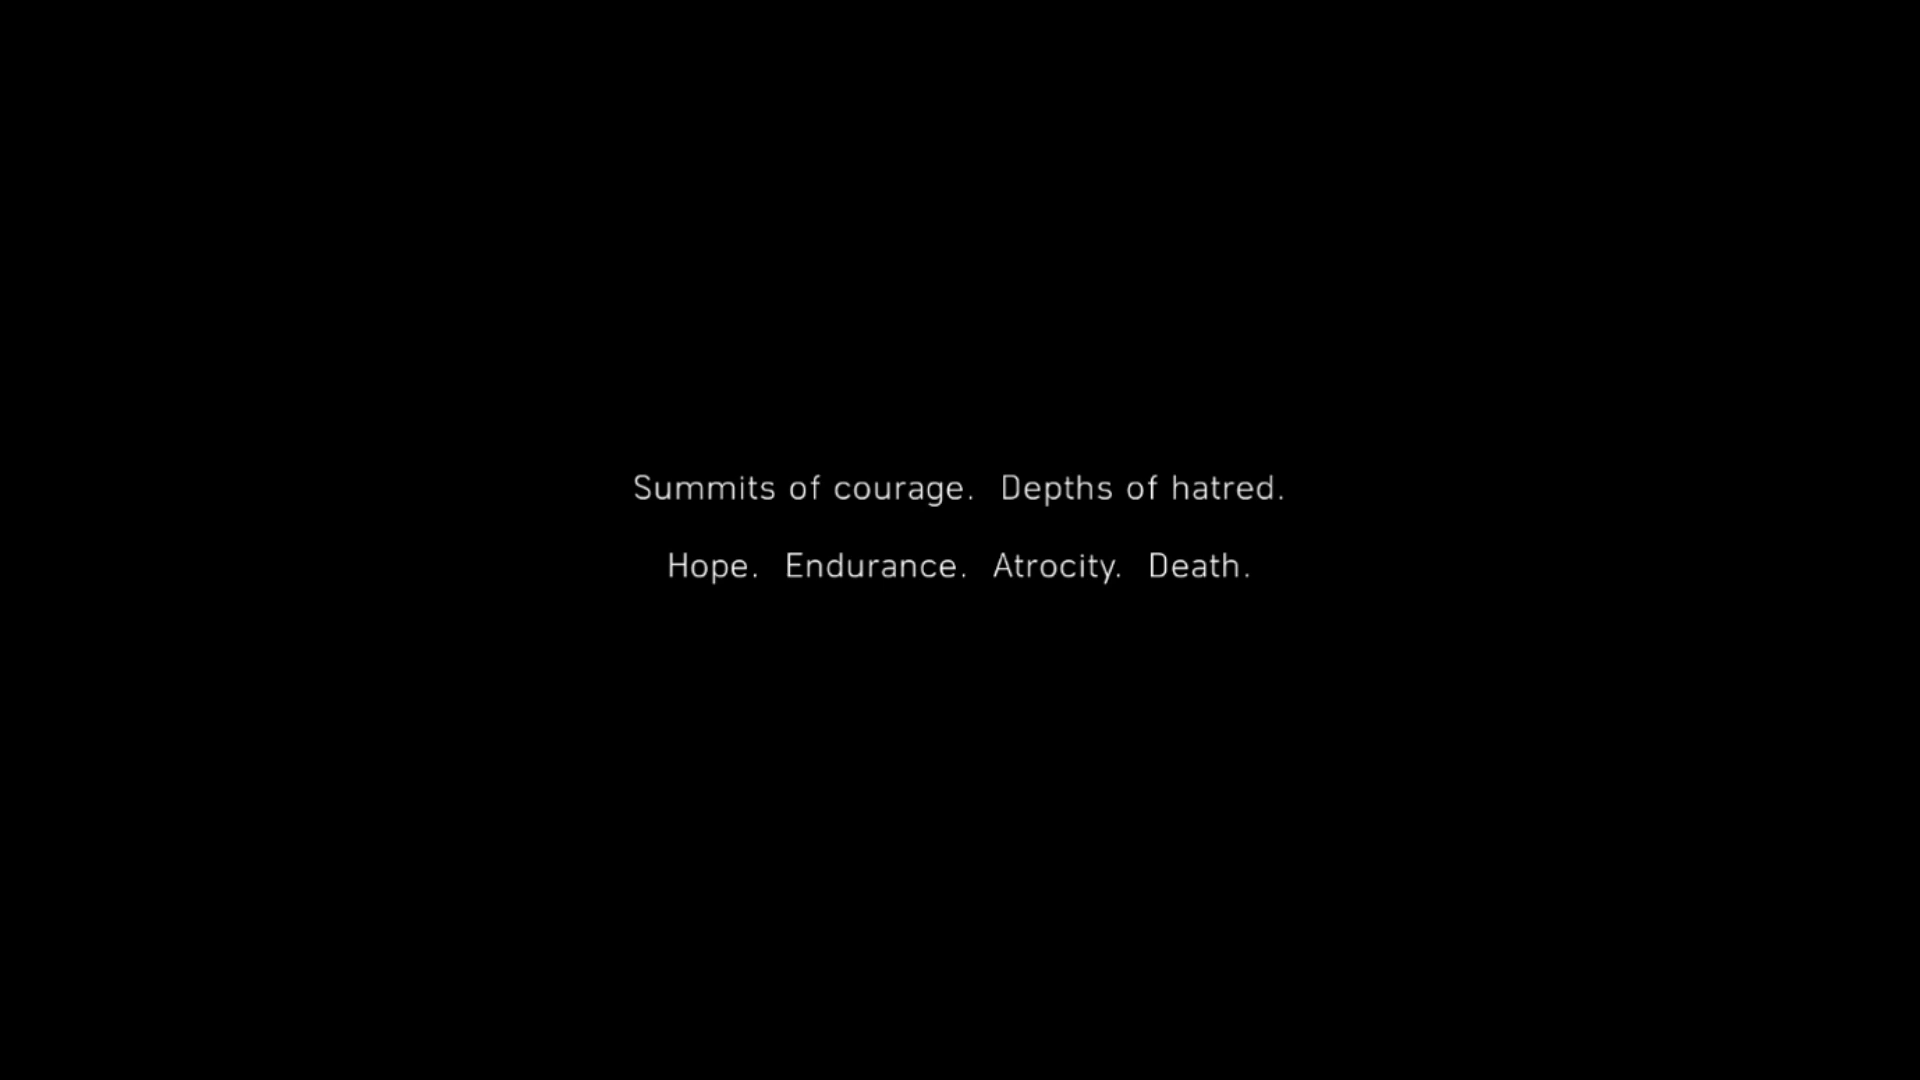 Summits of courage. Depths of hatred.
Hope. Endurance. Atrocity. Death.